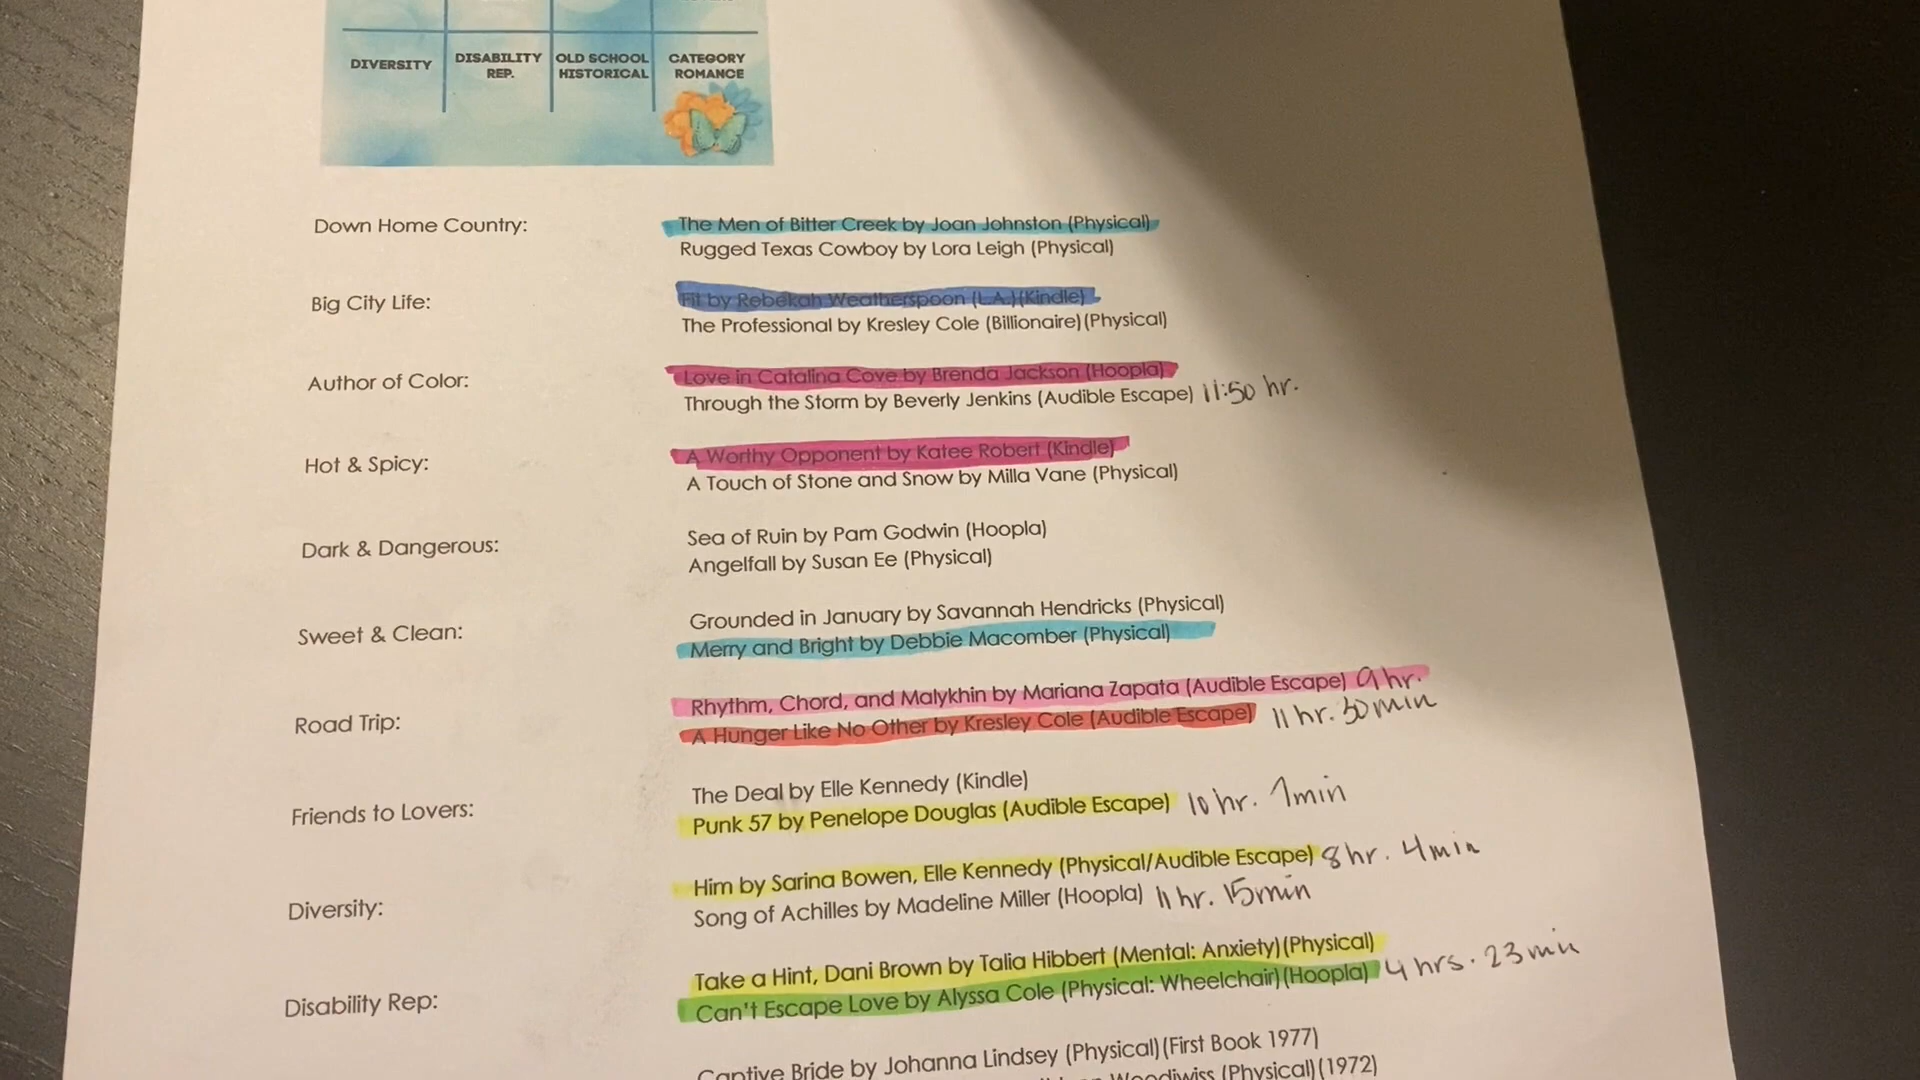 DIVERSITY
DISABILITY REP.
OLD SCHOOL HISTORICAL
CATEGORY ROMANCE
Down Home Country:
The Men of Bitter Creek by Joan Johnston (Physical)
Rugged Texas Cowboy by Lora Leigh (Physical)
Big City Life:
Fit by Rebekah Weatherspoon (L.A.)(Kindle)
The Professional by Kresley Cole (Billionaire)(Physical)
Author of Color:
Love in Catalina Cove by Brenda Jackson (Hoopla)
Through the Storm by Beverly Jenkins (Audible Escape) 11:50 hr.
Hot & Spicy:
A Worthy Opponent by Katee Robert (Kindle)
A Touch of Stone and Snow by Milla Vane (Physical)
Dark & Dangerous:
Sea of Ruin by Pam Godwin (Hoopla)
Angelfall by Susan Ee (Physical)
Sweet & Clean:
Grounded in January by Savannah Hendricks (Physical)
Merry and Bright by Debbie Macomber (Physical)
Road Trip:
Rhythm, Chord, and Malykhin by Mariana Zapata (Audible Escape) 9 hr.
A Hunger Like No Other by Kresley Cole (Audible Escape) 11 hr. 30 min
Friends to Lovers:
The Deal by Elle Kennedy (Kindle)
Punk 57 by Penelope Douglas (Audible Escape) 10 hr. 7min
Diversity:
Him by Sarina Bowen, Elle Kennedy (Physical/Audible Escape) 8 hr. 4min
Song of Achilles by Madeline Miller (Hoopla) 11 hr. 15min
Disability Rep:
Take a Hint, Dani Brown by Talia Hibbert (Mental: Anxiety)(Physical)
Can't Escape Love by Alyssa Cole (Physical: Wheelchair)(Hoopla) 4 hrs. 23 min
Captive Bride by Johanna Lindsey (Physical)(First Book 1977)
Woodiwiss (Physical)(1972)